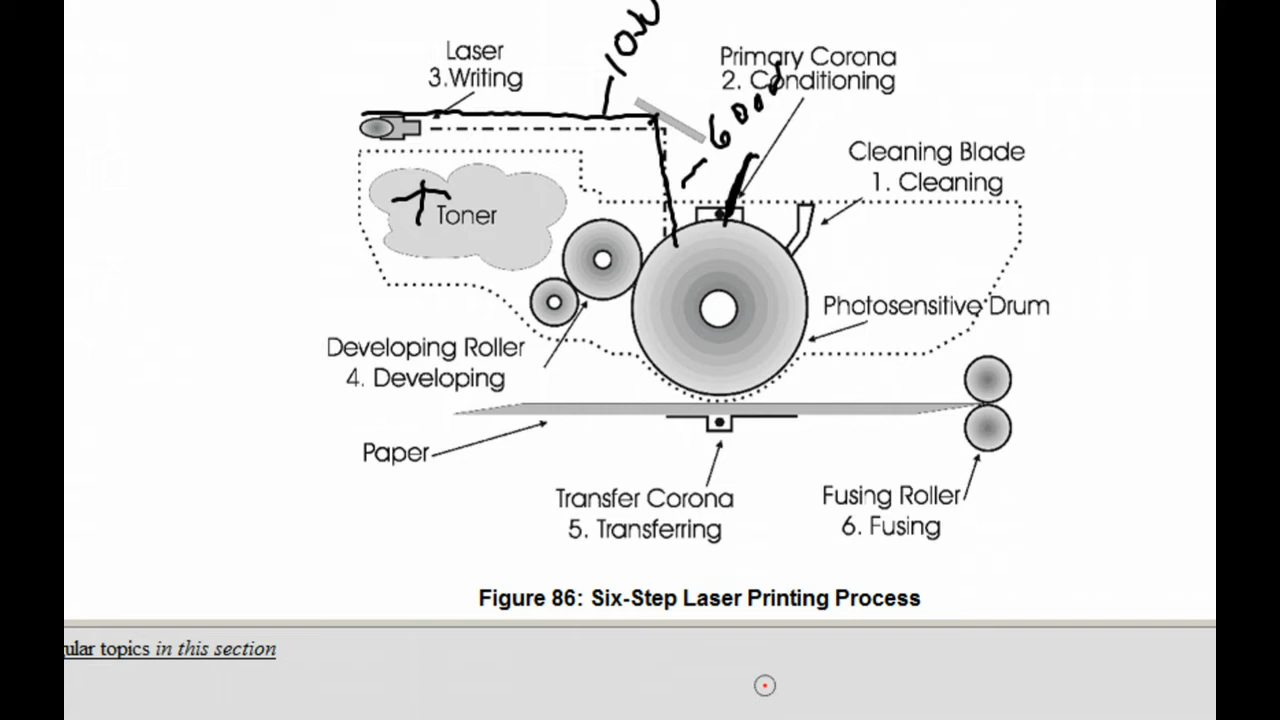 Laser
3.Writing
Primary Corona
2. Conditioning
Cleaning Blade
1. Cleaning
Toner
Photosensitive Drum
Developing Roller
4. Developing
Paper
Transfer Corona
5. Transferring
Fusing Roller
6. Fusing
Figure 86: Six-Step Laser Printing Process
gular topics in this section